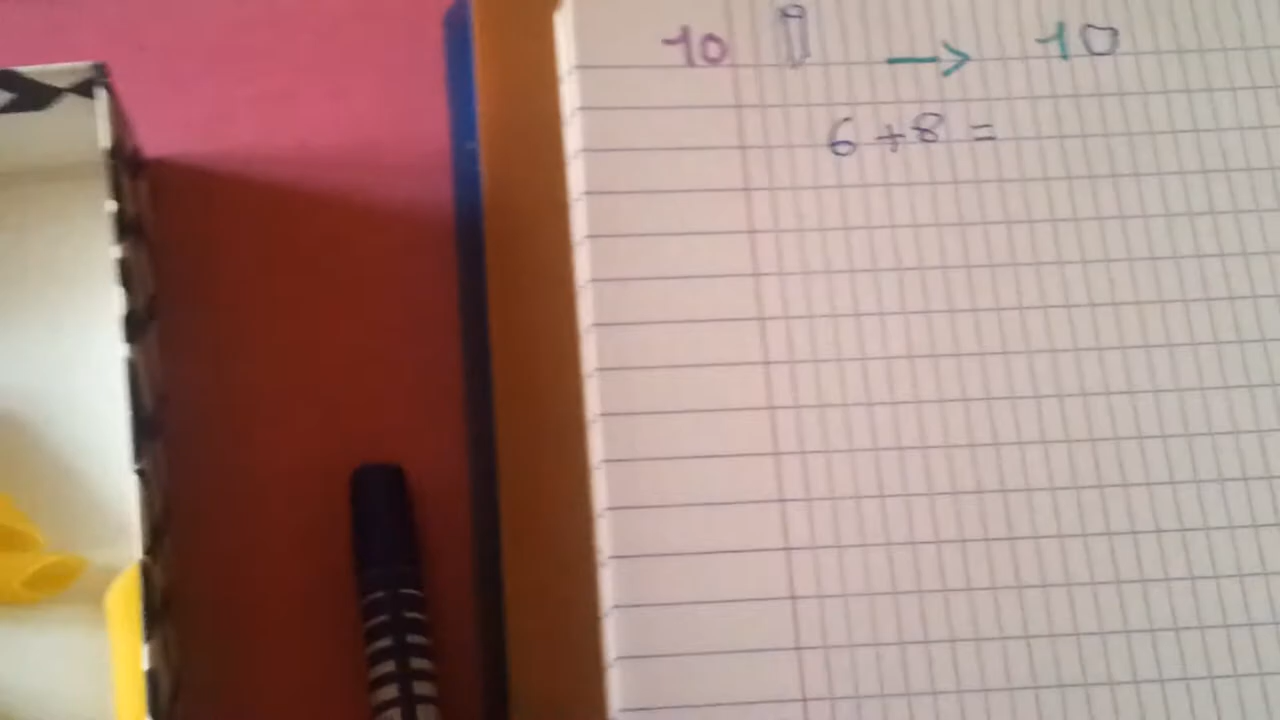 10 → 10
6 + 8 =